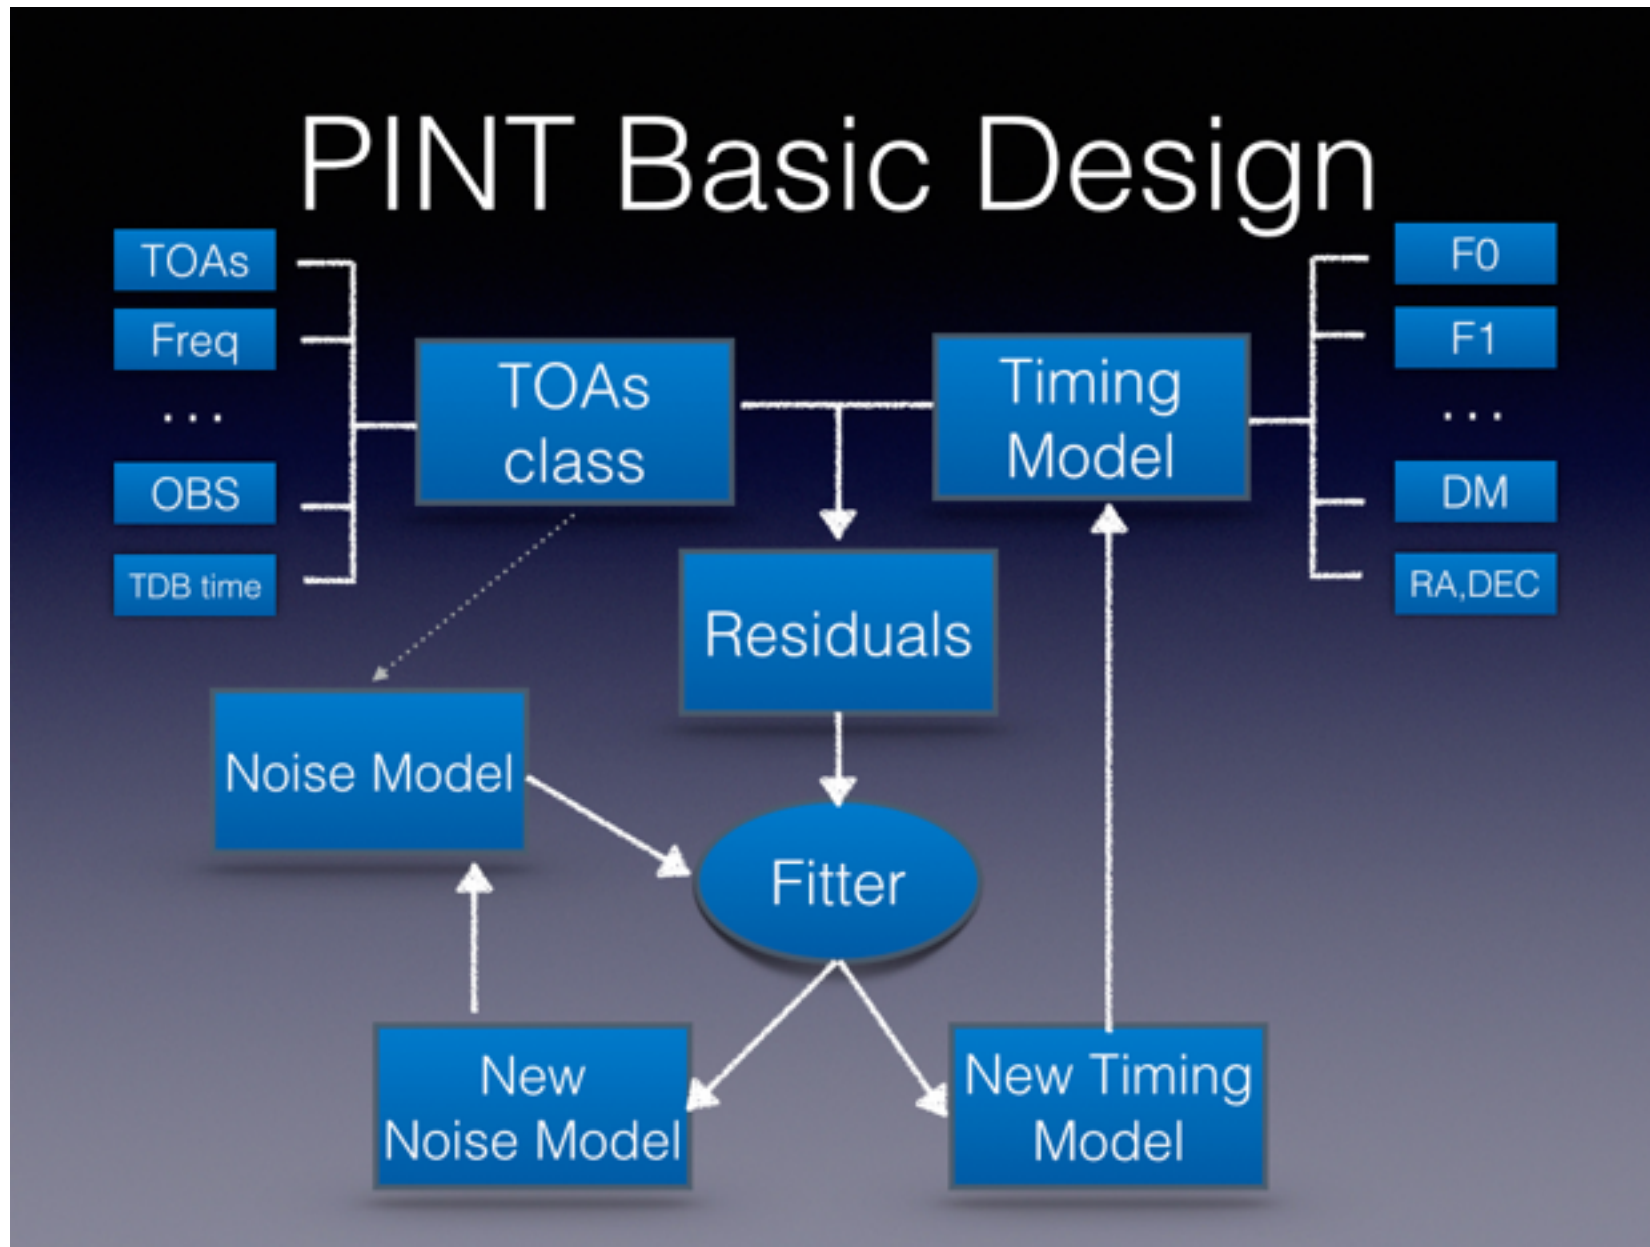 PINT Basic Design
TOAs
Freq
...
OBS
TDB time
TOAs
class
Timing
Model
F0
F1
...
DM
RA,DEC
Residuals
Noise Model
Fitter
New
Noise Model
New Timing
Model